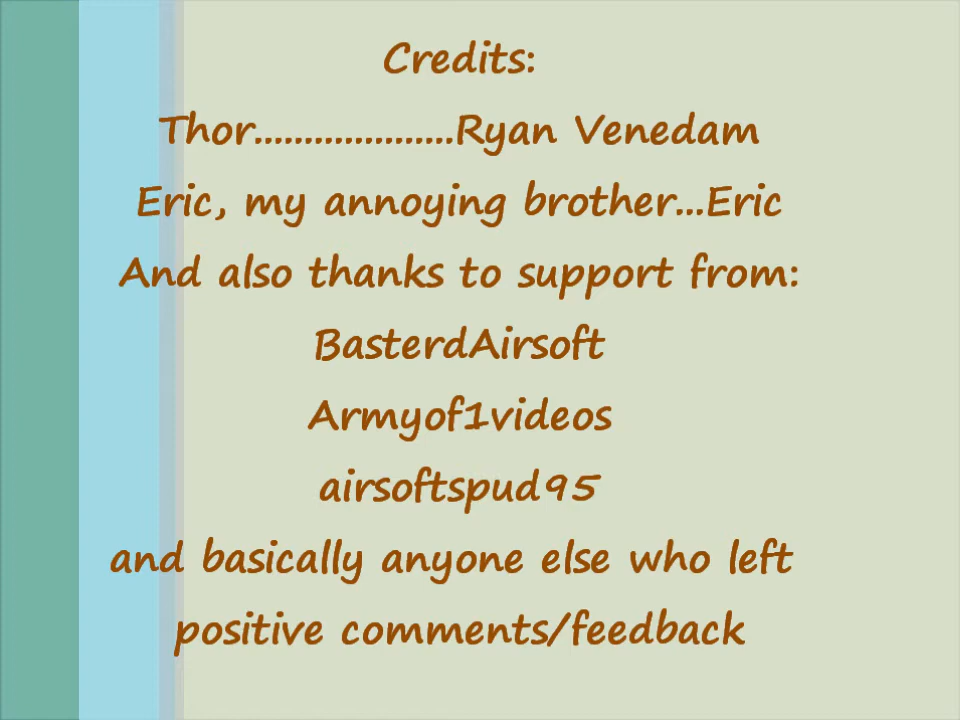 Credits:
Thor....................Ryan Venedam
Eric, my annoying brother...Eric
And also thanks to support from:
BasterdAirsoft
Armyof1videos
airsoftspud95
and basically anyone else who left
positive comments/feedback